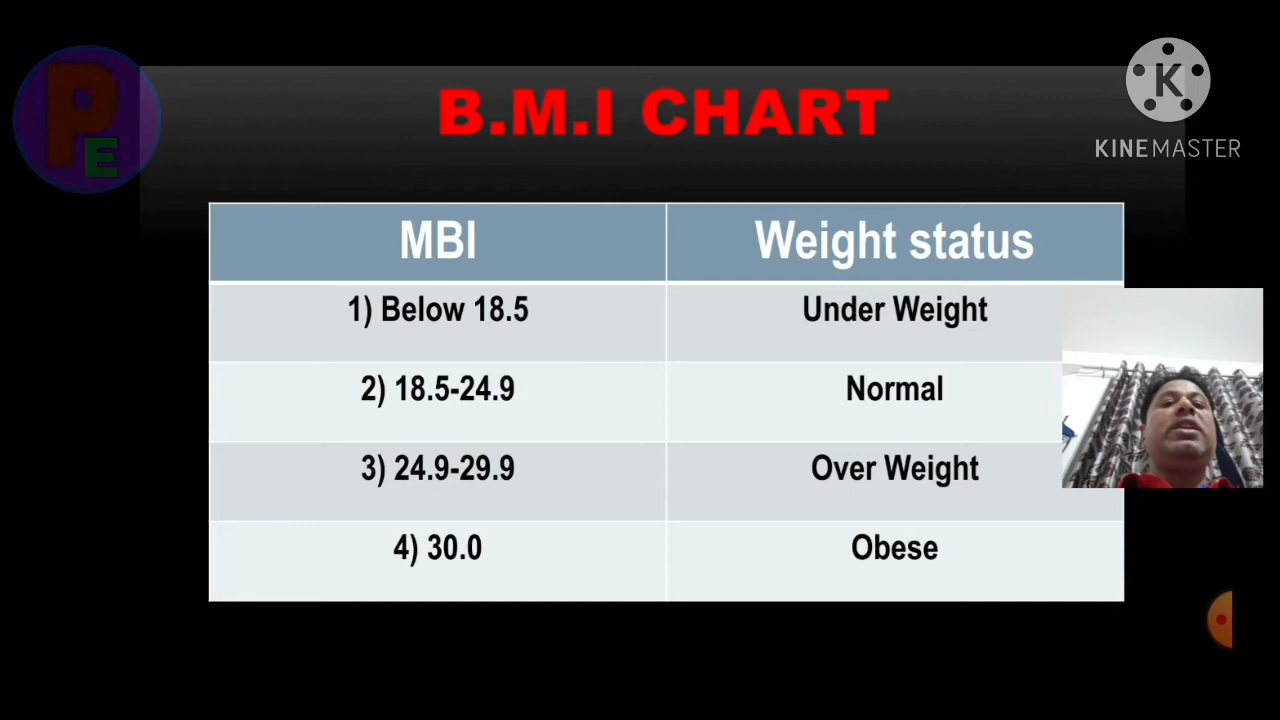 B.M.I CHART
PE
K
KINEMASTER
MBI Weight status
1) Below 18.5 Under Weight
2) 18.5-24.9 Normal
3) 24.9-29.9 Over Weight
4) 30.0 Obese